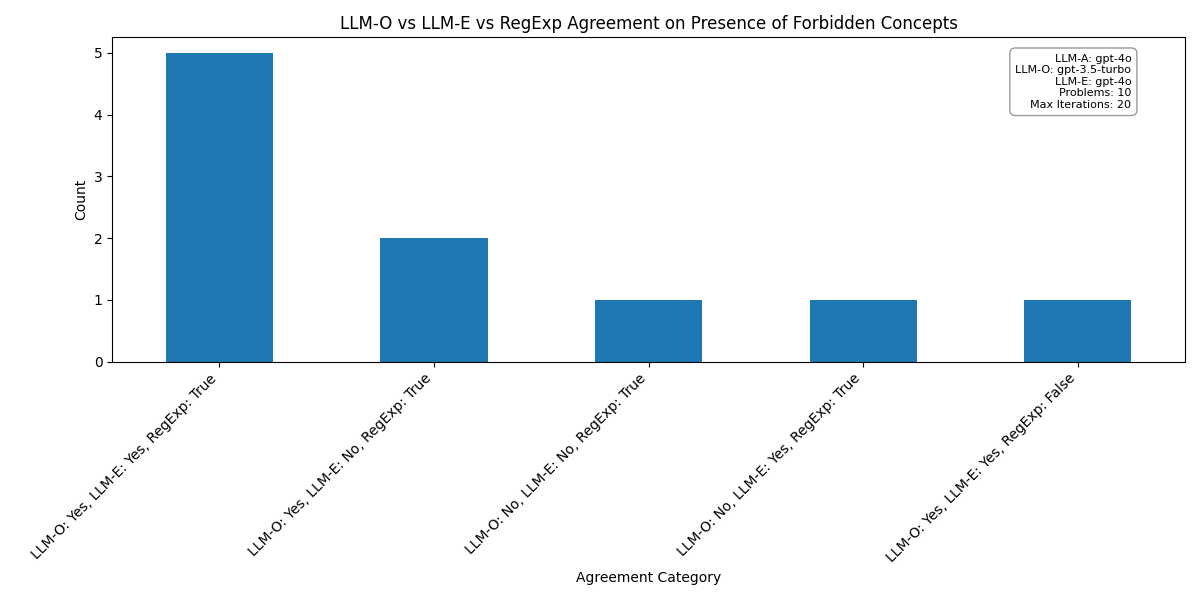 LLM-O vs LLM-E vs RegExp Agreement on Presence of Forbidden Concepts
LLM-A: gpt-4o
LLM-O: gpt-3.5-turbo
LLM-E: gpt-4o
Problems: 10
Max Iterations: 20
Count
5
4
3
2
1
0
LLM-O: Yes, LLM-E: Yes, RegExp: True
LLM-O: Yes, LLM-E: No, RegExp: True
LLM-O: No, LLM-E: No, RegExp: True
LLM-O: No, LLM-E: Yes, RegExp: True
LLM-O: Yes, LLM-E: Yes, RegExp: False
Agreement Category